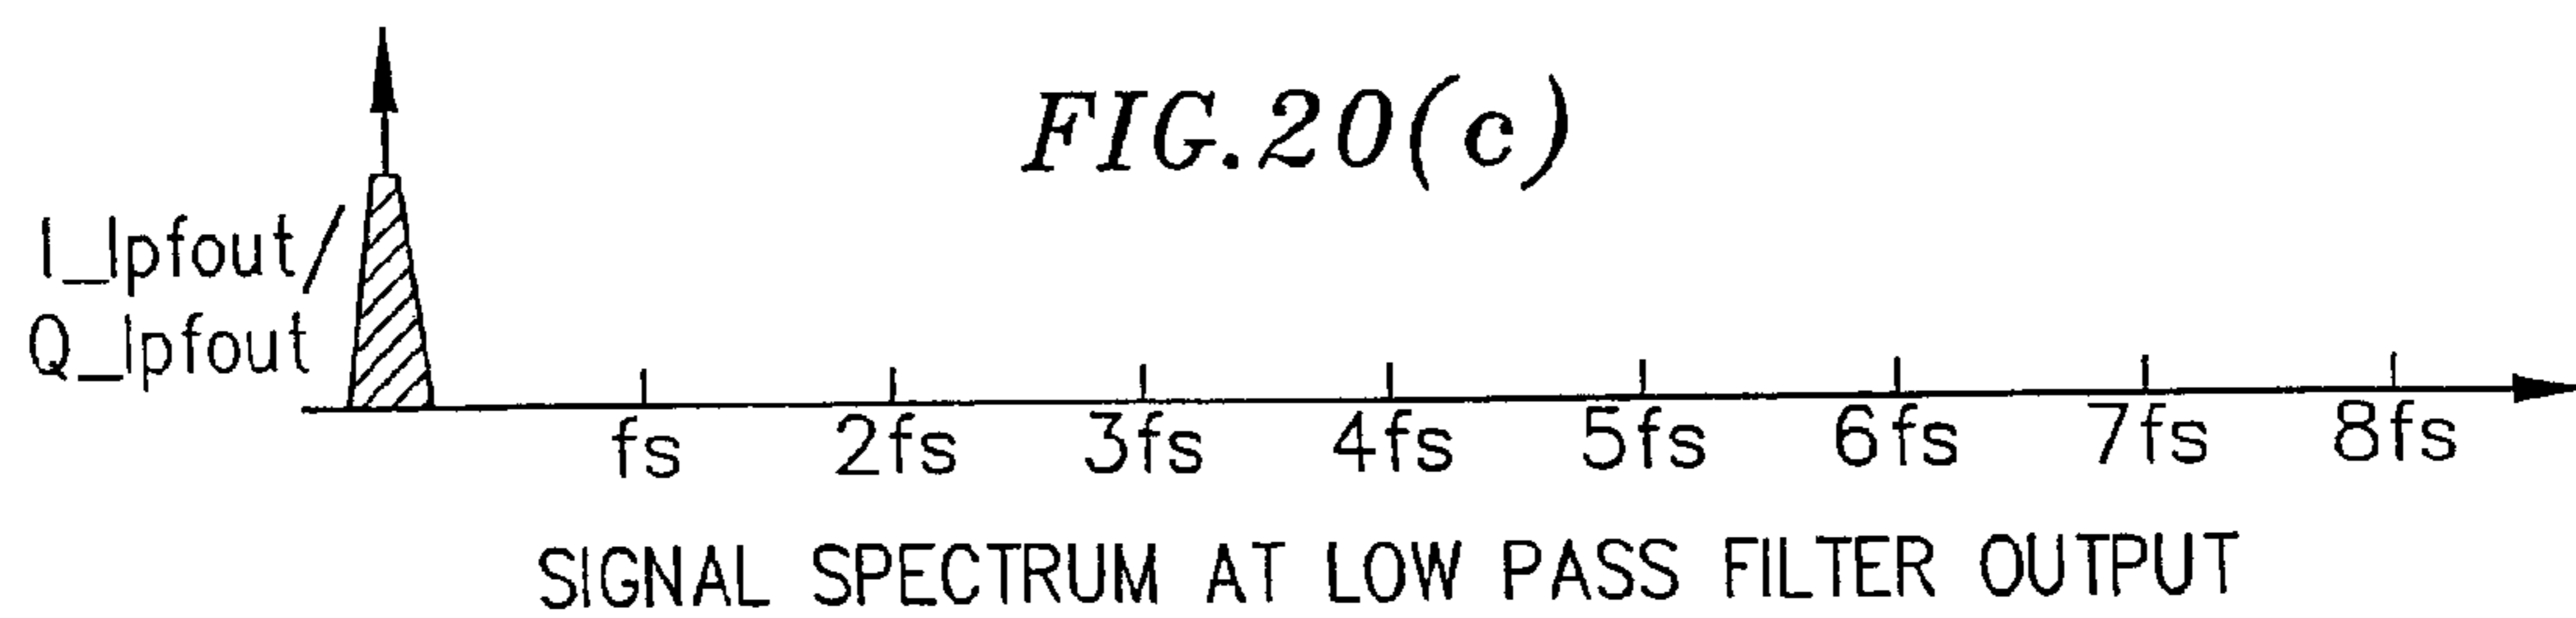 FIG.20(c)
I_lpfout/
Q_lpfout
fs 2fs 3fs 4fs 5fs 6fs 7fs 8fs
SIGNAL SPECTRUM AT LOW PASS FILTER OUTPUT